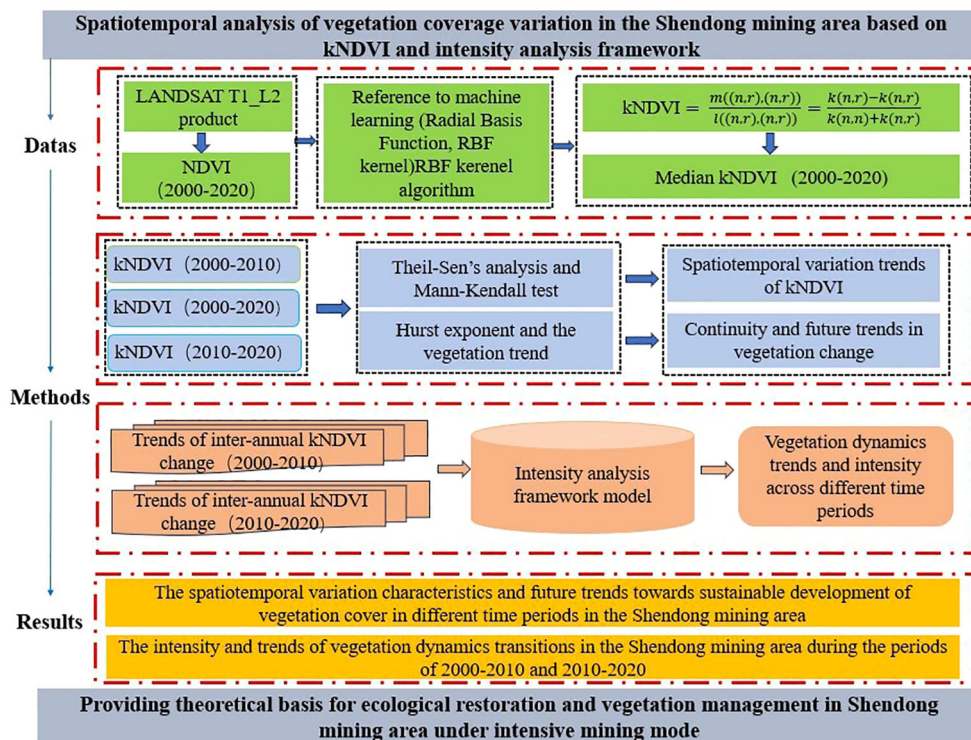 Spatiotemporal analysis of vegetation coverage variation in the Shendong mining area based on
kNDVI and intensity analysis framework
Datas
LANDSAT T1_L2
product
NDVI
(2000-2020)
Reference to machine
learning (Radial Basis
Function, RBF
kernel)RBF kerenel
algorithm
kNDVI = m((n,r),(n,r)) / l((n,r),(n,r)) = k(n,r)−k(n,r) / k(n,n)+k(n,r)
Median kNDVI (2000-2020)
Methods
kNDVI (2000-2010)
kNDVI (2000-2020)
kNDVI (2010-2020)
Theil-Sen's analysis and
Mann-Kendall test
Hurst exponent and the
vegetation trend
Spatiotemporal variation trends
of kNDVI
Continuity and future trends in
vegetation change
Trends of inter-annual kNDVI
change (2000-2010)
Trends of inter-annual kNDVI
change (2010-2020)
Intensity analysis
framework model
Vegetation dynamics
trends and intensity
across different time
periods
Results
The spatiotemporal variation characteristics and future trends towards sustainable development of
vegetation cover in different time periods in the Shendong mining area
The intensity and trends of vegetation dynamics transitions in the Shendong mining area during the periods
of 2000-2010 and 2010-2020
Providing theoretical basis for ecological restoration and vegetation management in Shendong
mining area under intensive mining mode